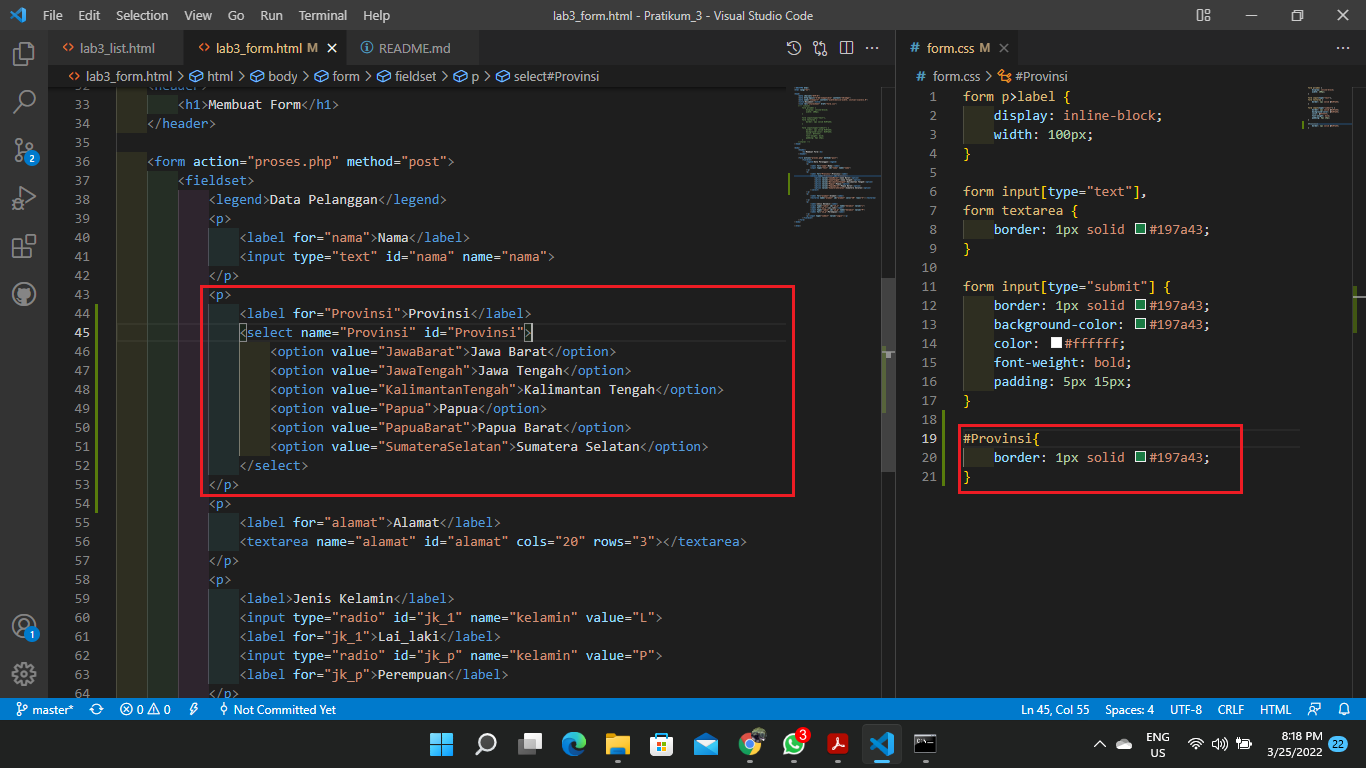 File Edit Selection View Go Run Terminal Help
lab3_form.html - Pratikum_3 - Visual Studio Code
lab3_list.html
lab3_form.html M
README.md
lab3_form.html > html > body > form > fieldset > p > select#Provinsi
32 <header>
33 <h1>Membuat Form</h1>
34 </header>
35
36 <form action="proses.php" method="post">
37 <fieldset>
38 <legend>Data Pelanggan</legend>
39 <p>
40 <label for="nama">Nama</label>
41 <input type="text" id="nama" name="nama">
42 </p>
43 <p>
44 <label for="Provinsi">Provinsi</label>
45 <select name="Provinsi" id="Provinsi">
46 <option value="JawaBarat">Jawa Barat</option>
47 <option value="JawaTengah">Jawa Tengah</option>
48 <option value="KalimantanTengah">Kalimantan Tengah</option>
49 <option value="Papua">Papua</option>
50 <option value="PapuaBarat">Papua Barat</option>
51 <option value="SumateraSelatan">Sumatera Selatan</option>
52 </select>
53 </p>
54 <p>
55 <label for="alamat">Alamat</label>
56 <textarea name="alamat" id="alamat" cols="20" rows="3"></textarea>
57 </p>
58 <p>
59 <label>Jenis Kelamin</label>
60 <input type="radio" id="jk_1" name="kelamin" value="L">
61 <label for="jk_1">Lai_laki</label>
62 <input type="radio" id="jk_p" name="kelamin" value="P">
63 <label for="jk_p">Perempuan</label>
64 </p>
# form.css M
# form.css > #Provinsi
1 form p>label {
2 display: inline-block;
3 width: 100px;
4 }
5
6 form input[type="text"],
7 form textarea {
8 border: 1px solid #197a43;
9 }
10
11 form input[type="submit"] {
12 border: 1px solid #197a43;
13 background-color: #197a43;
14 color: #ffffff;
15 font-weight: bold;
16 padding: 5px 15px;
17 }
18
19 #Provinsi{
20 border: 1px solid #197a43;
21 }
2
1
master* 0 0 Not Committed Yet
Ln 45, Col 55 Spaces: 4 UTF-8 CRLF HTML
3
ENG
US
8:18 PM
3/25/2022
22